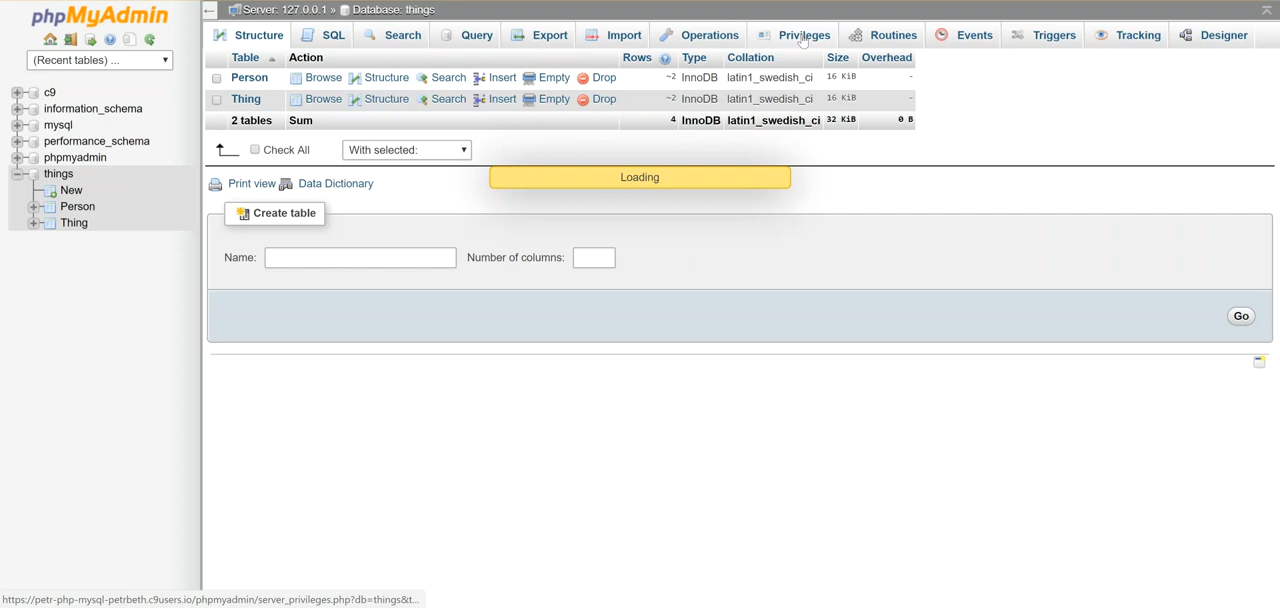 phpMyAdmin
Server: 127.0.0.1 » Database: things
Structure SQL Search Query Export Import Operations Privileges Routines Events Triggers Tracking Designer
(Recent tables) ...
c9
information_schema
mysql
performance_schema
phpmyadmin
things
New
Person
Thing
Table Action Rows Type Collation Size Overhead
Person Browse Structure Search Insert Empty Drop ~2 InnoDB latin1_swedish_ci 16 KiB -
Thing Browse Structure Search Insert Empty Drop ~2 InnoDB latin1_swedish_ci 16 KiB -
2 tables Sum 4 InnoDB latin1_swedish_ci 32 KiB 0 B
Check All With selected:
Loading
Print view Data Dictionary
Create table
Name: Number of columns:
Go
https://petr-php-mysql-petrbeth.c9users.io/phpmyadmin/server_privileges.php?db=things&t...